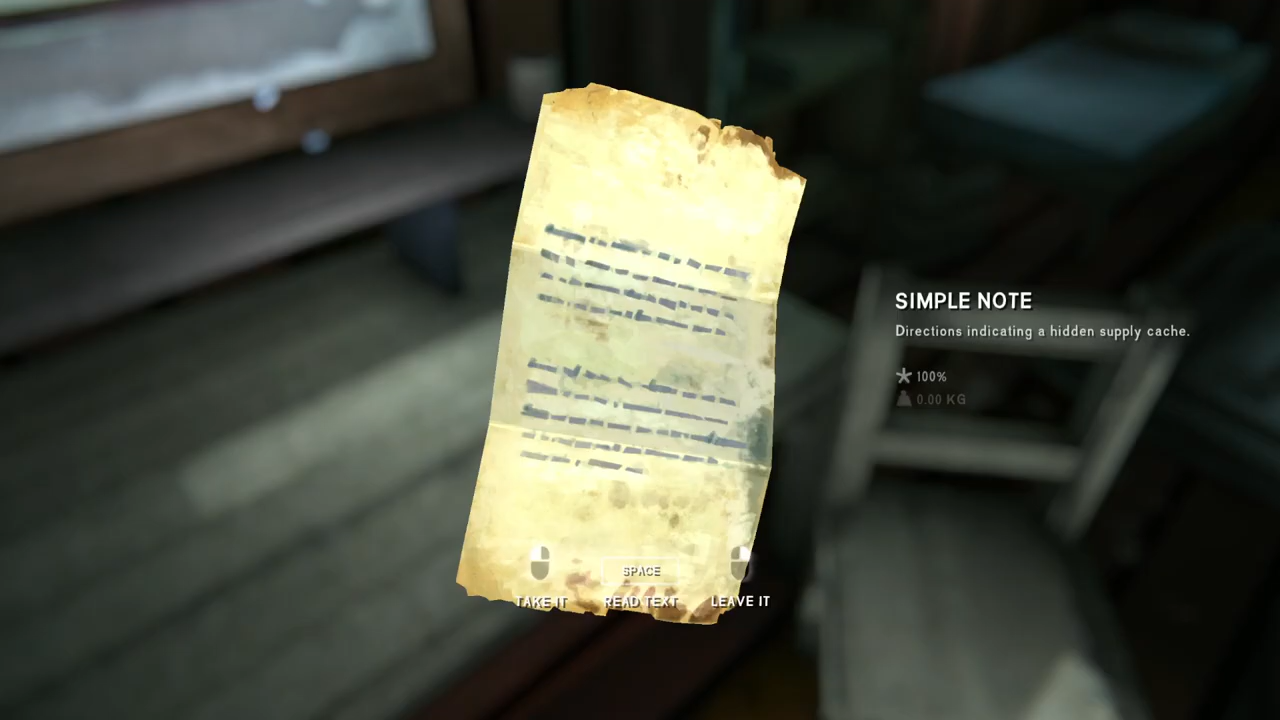 SIMPLE NOTE
Directions indicating a hidden supply cache.
100%
0.00 KG
SPACE
TAKE IT READ TEXT LEAVE IT